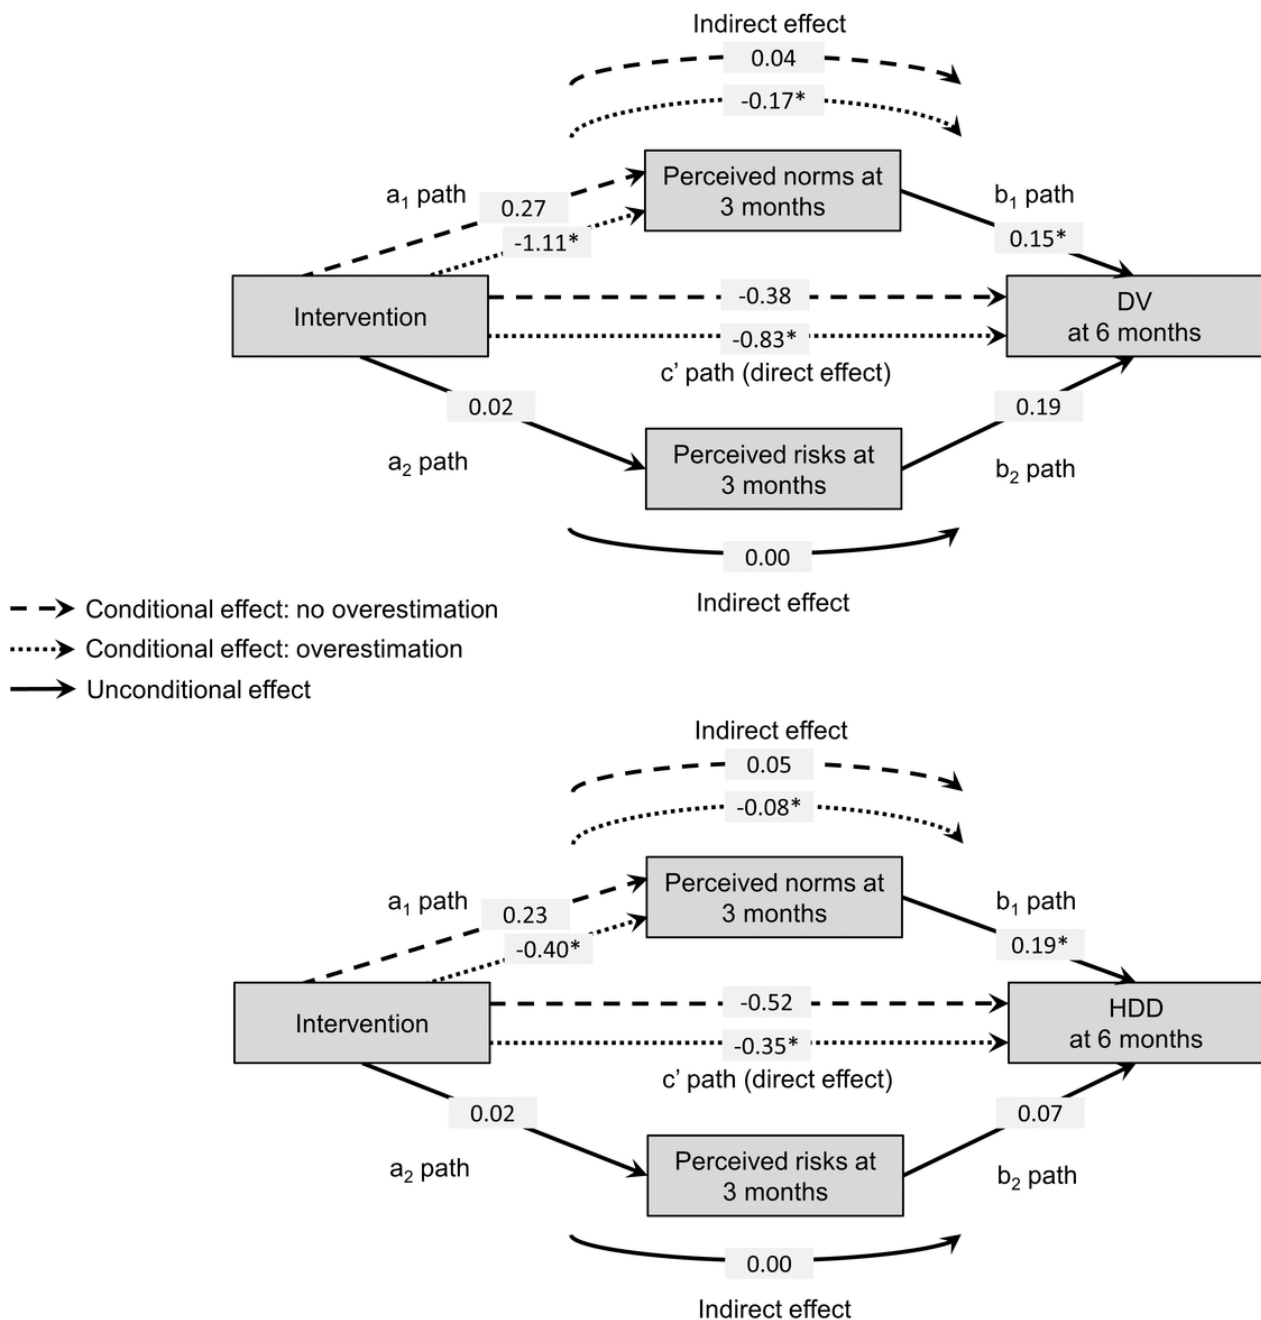 Indirect effect
0.04
-0.17*
Perceived norms at
3 months
a1 path
0.27
-1.11*
b1 path
0.15*
Intervention
-0.38
-0.83*
c' path (direct effect)
DV
at 6 months
0.02
a2 path
Perceived risks at
3 months
0.19
b2 path
0.00
Indirect effect
Conditional effect: no overestimation
Conditional effect: overestimation
Unconditional effect
Indirect effect
0.05
-0.08*
Perceived norms at
3 months
a1 path
0.23
-0.40*
b1 path
0.19*
Intervention
-0.52
-0.35*
c' path (direct effect)
HDD
at 6 months
0.02
a2 path
Perceived risks at
3 months
0.07
b2 path
0.00
Indirect effect